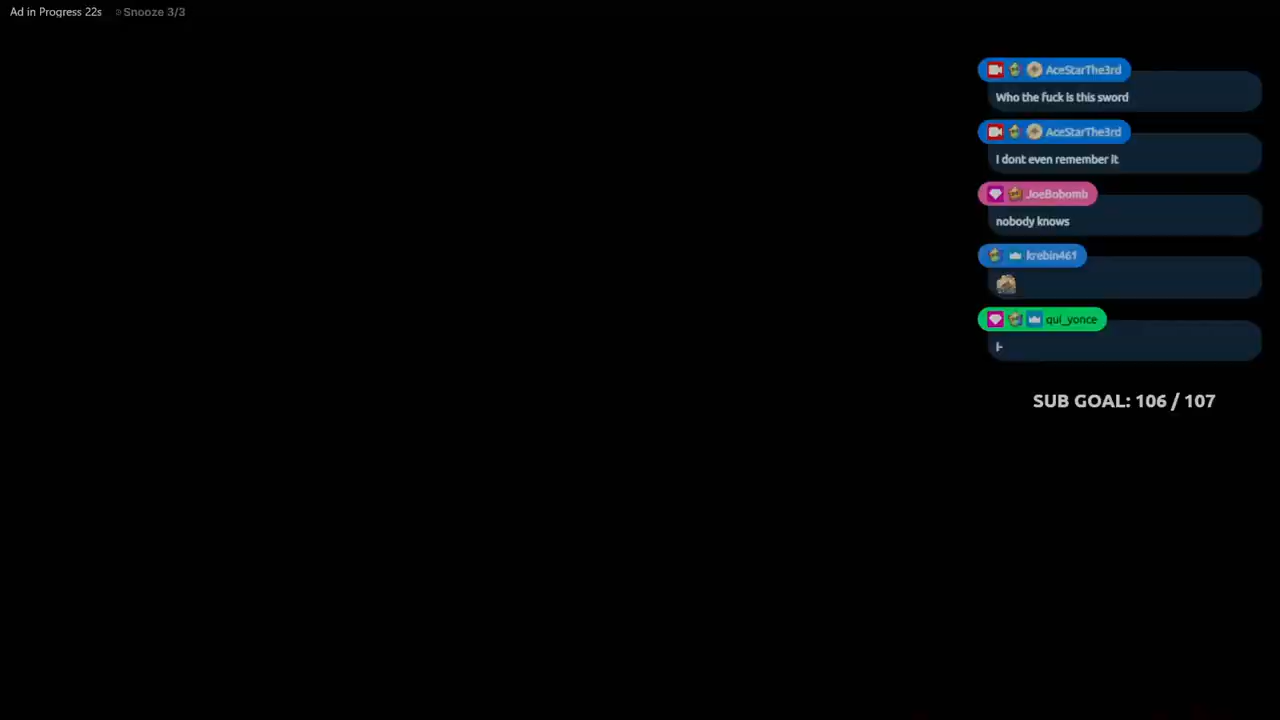 Ad in Progress 22s
Snooze 3/3
AceStarThe3rd
Who the fuck is this sword
AceStarThe3rd
I dont even remember it
JoeBobomb
nobody knows
krebin461
qui_yonce
I-
SUB GOAL: 106 / 107